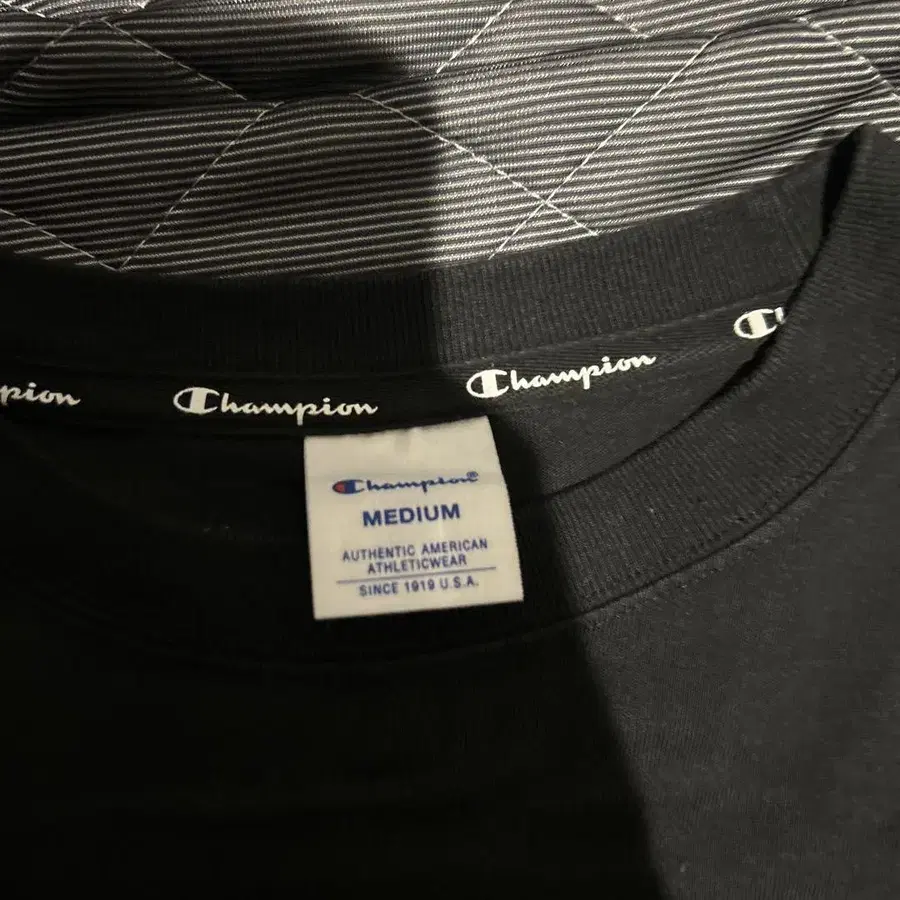 pion Champion Champion C
Champion®
MEDIUM
AUTHENTIC AMERICAN
ATHLETICWEAR
SINCE 1919 U.S.A.